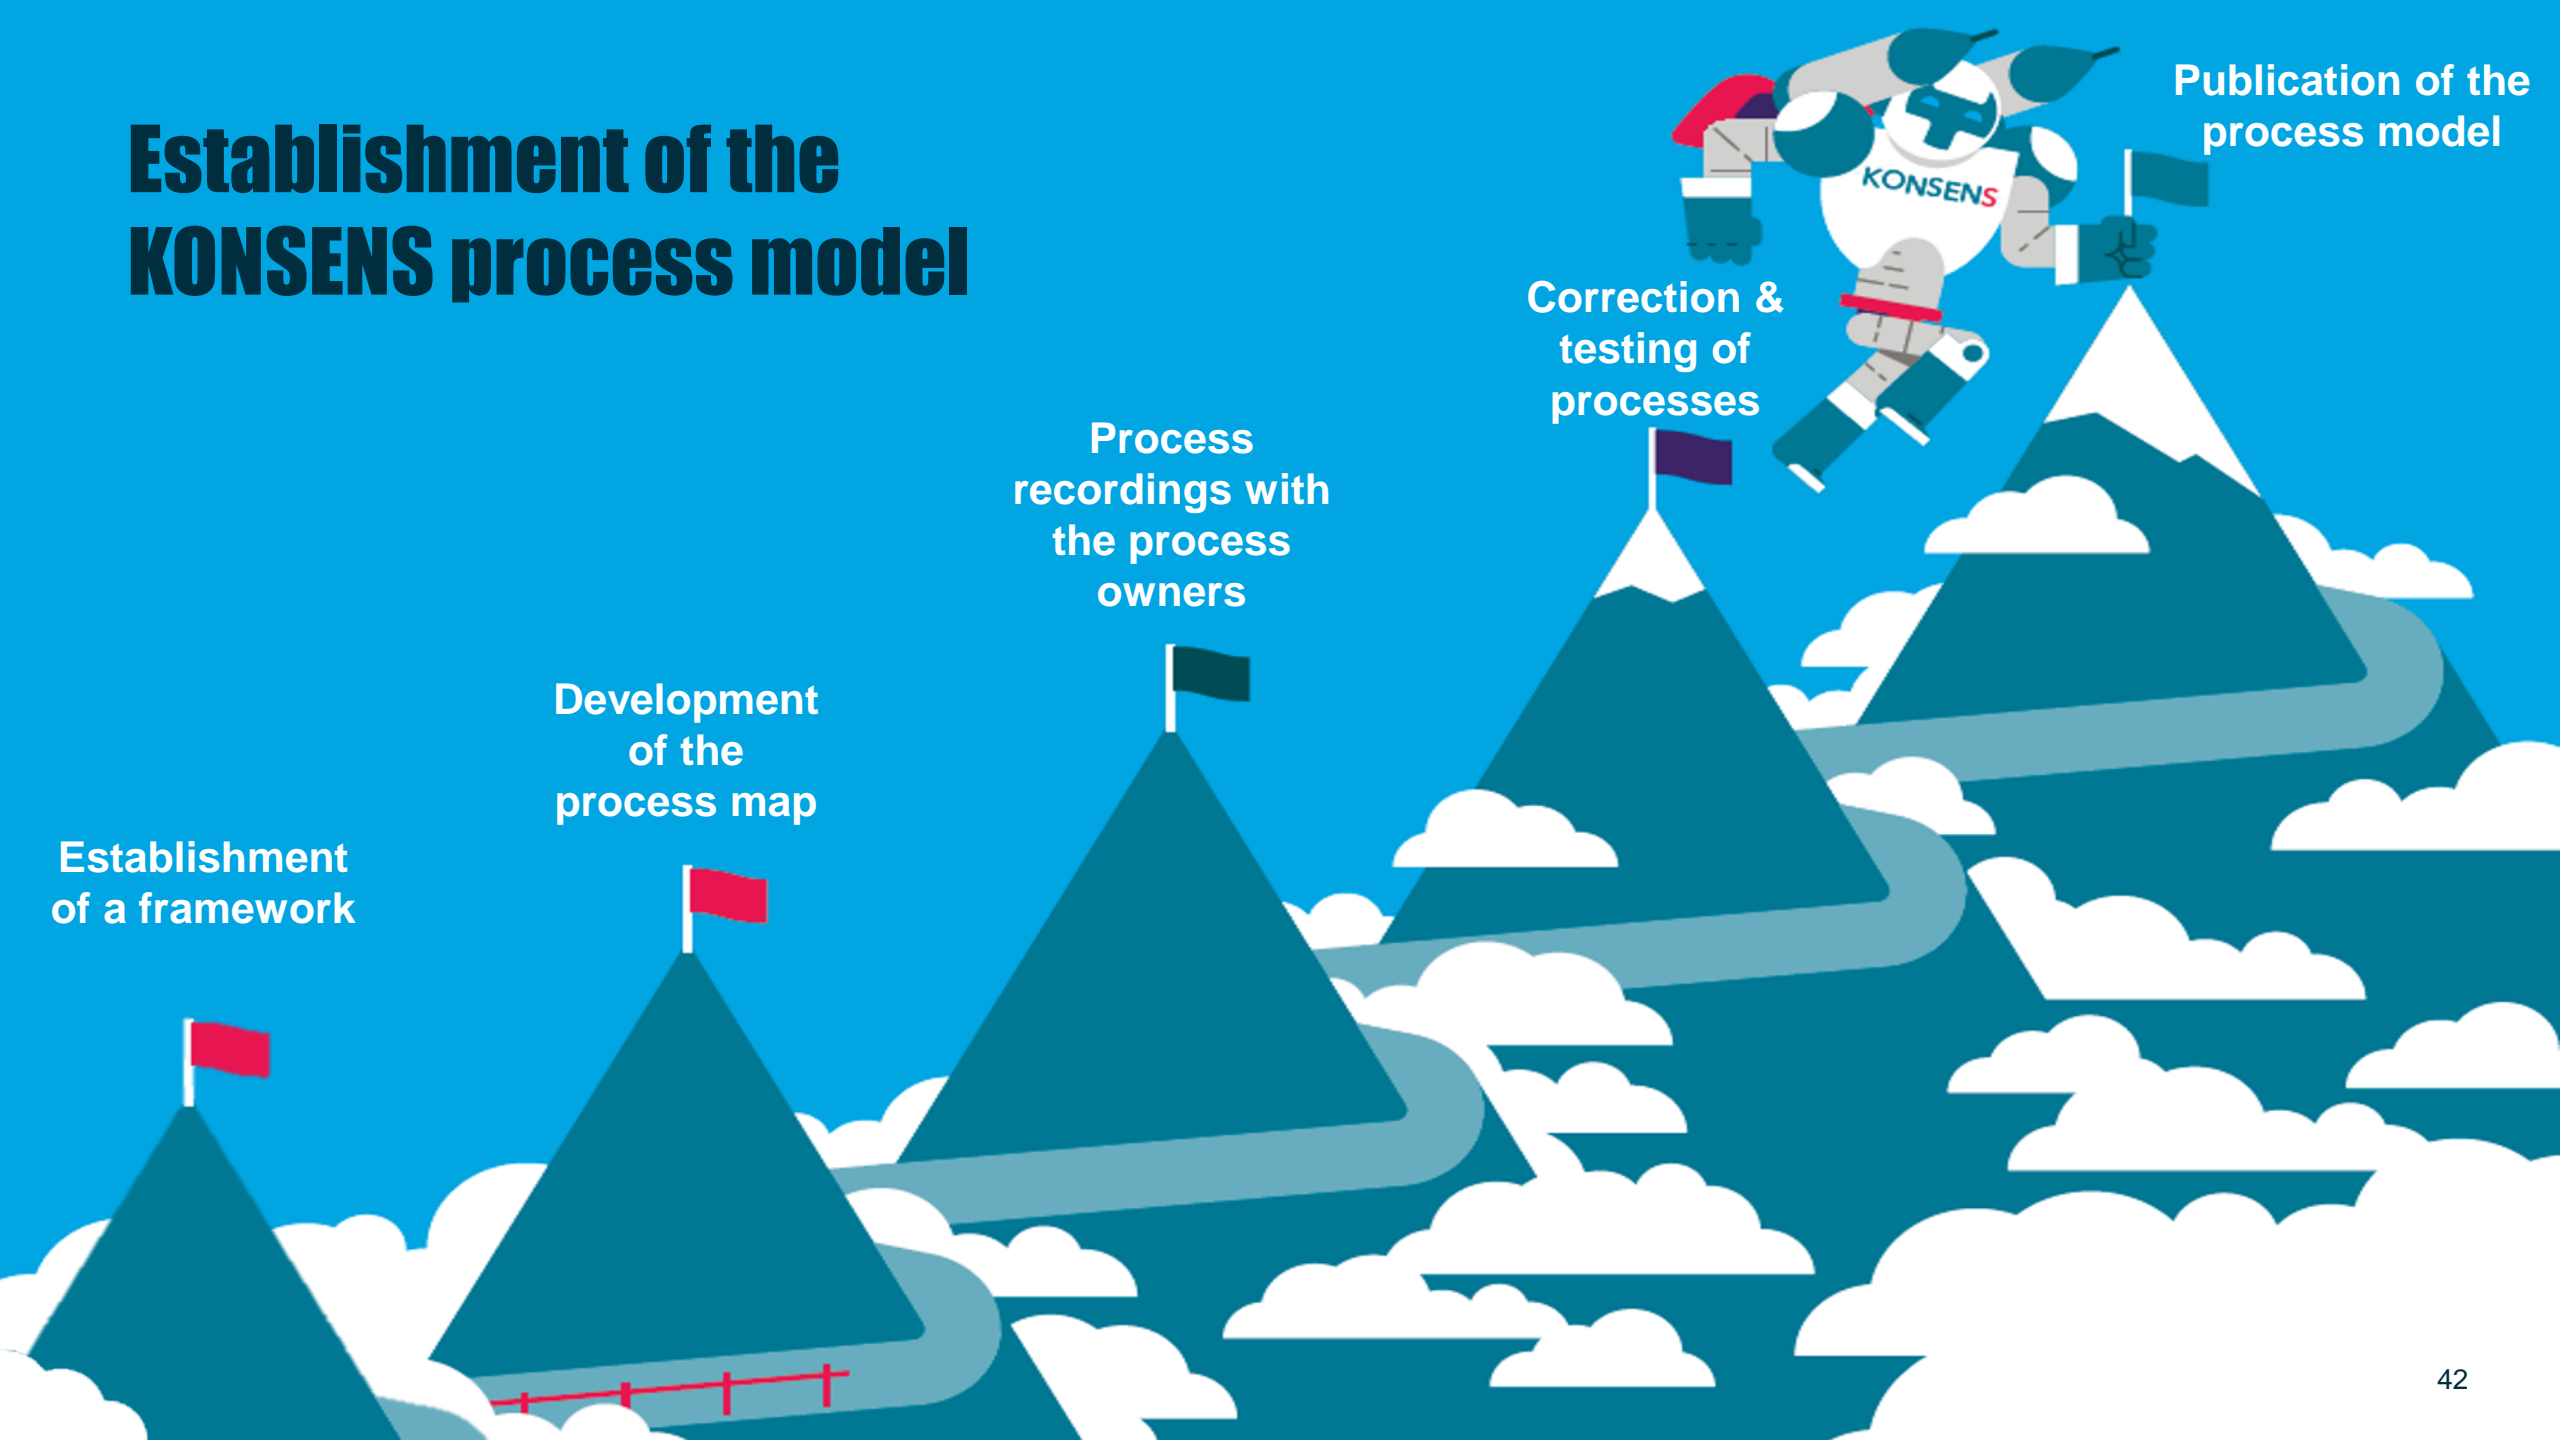 Establishment of the
KONSENS process model
Establishment
of a framework
Development
of the
process map
Process
recordings with
the process
owners
Correction &
testing of
processes
KONSENS
Publication of the
process model
42